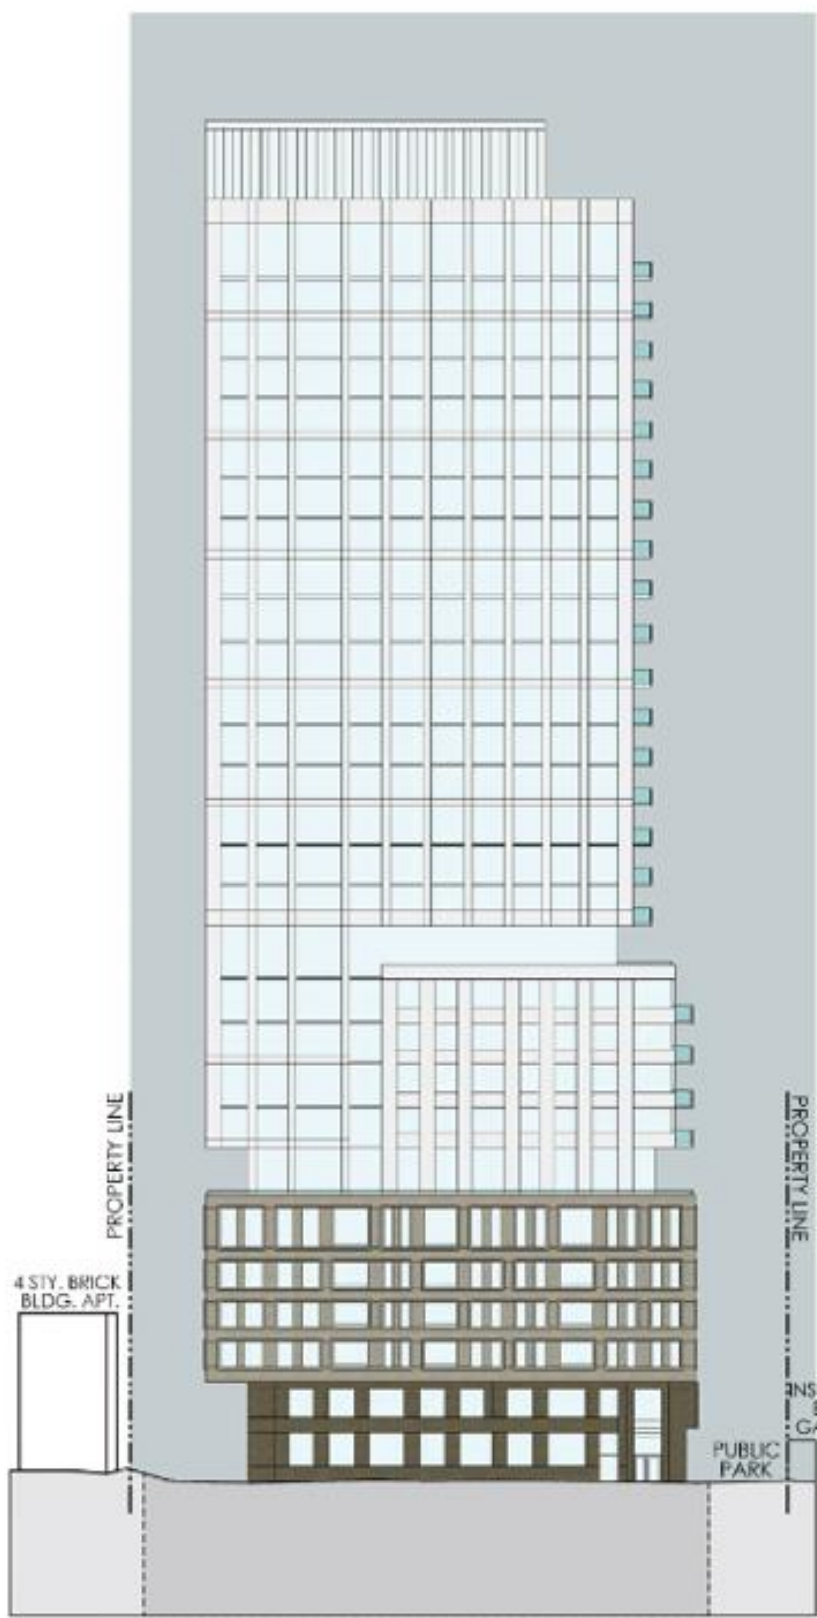 PROPERTY LINE
PROPERTY LINE
4 STY. BRICK
BLDG. APT.
PUBLIC
PARK